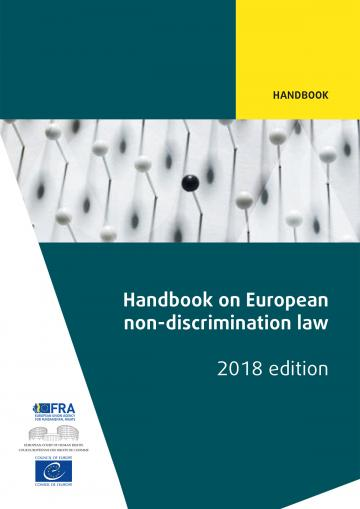 HANDBOOK
Handbook on European
non-discrimination law
2018 edition
FRA
EUROPEAN UNION AGENCY
FOR FUNDAMENTAL RIGHTS
EUROPEAN COURT OF HUMAN RIGHTS
COUR EUROPÉENNE DES DROITS DE L'HOMME
COUNCIL OF EUROPE
CONSEIL DE L'EUROPE